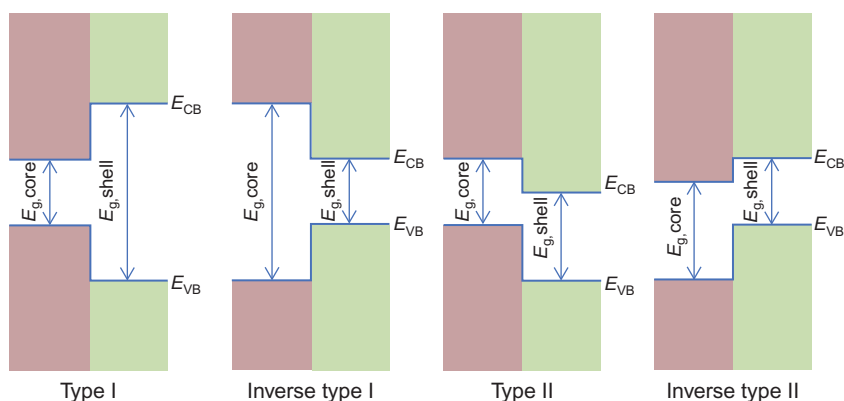 E_CB
E_g,core
E_g,shell
E_VB
Type I
E_CB
E_g,core
E_g,shell
E_VB
Inverse type I
E_CB
E_g,core
E_g,shell
E_VB
Type II
E_CB
E_g,core
E_g,shell
E_VB
Inverse type II